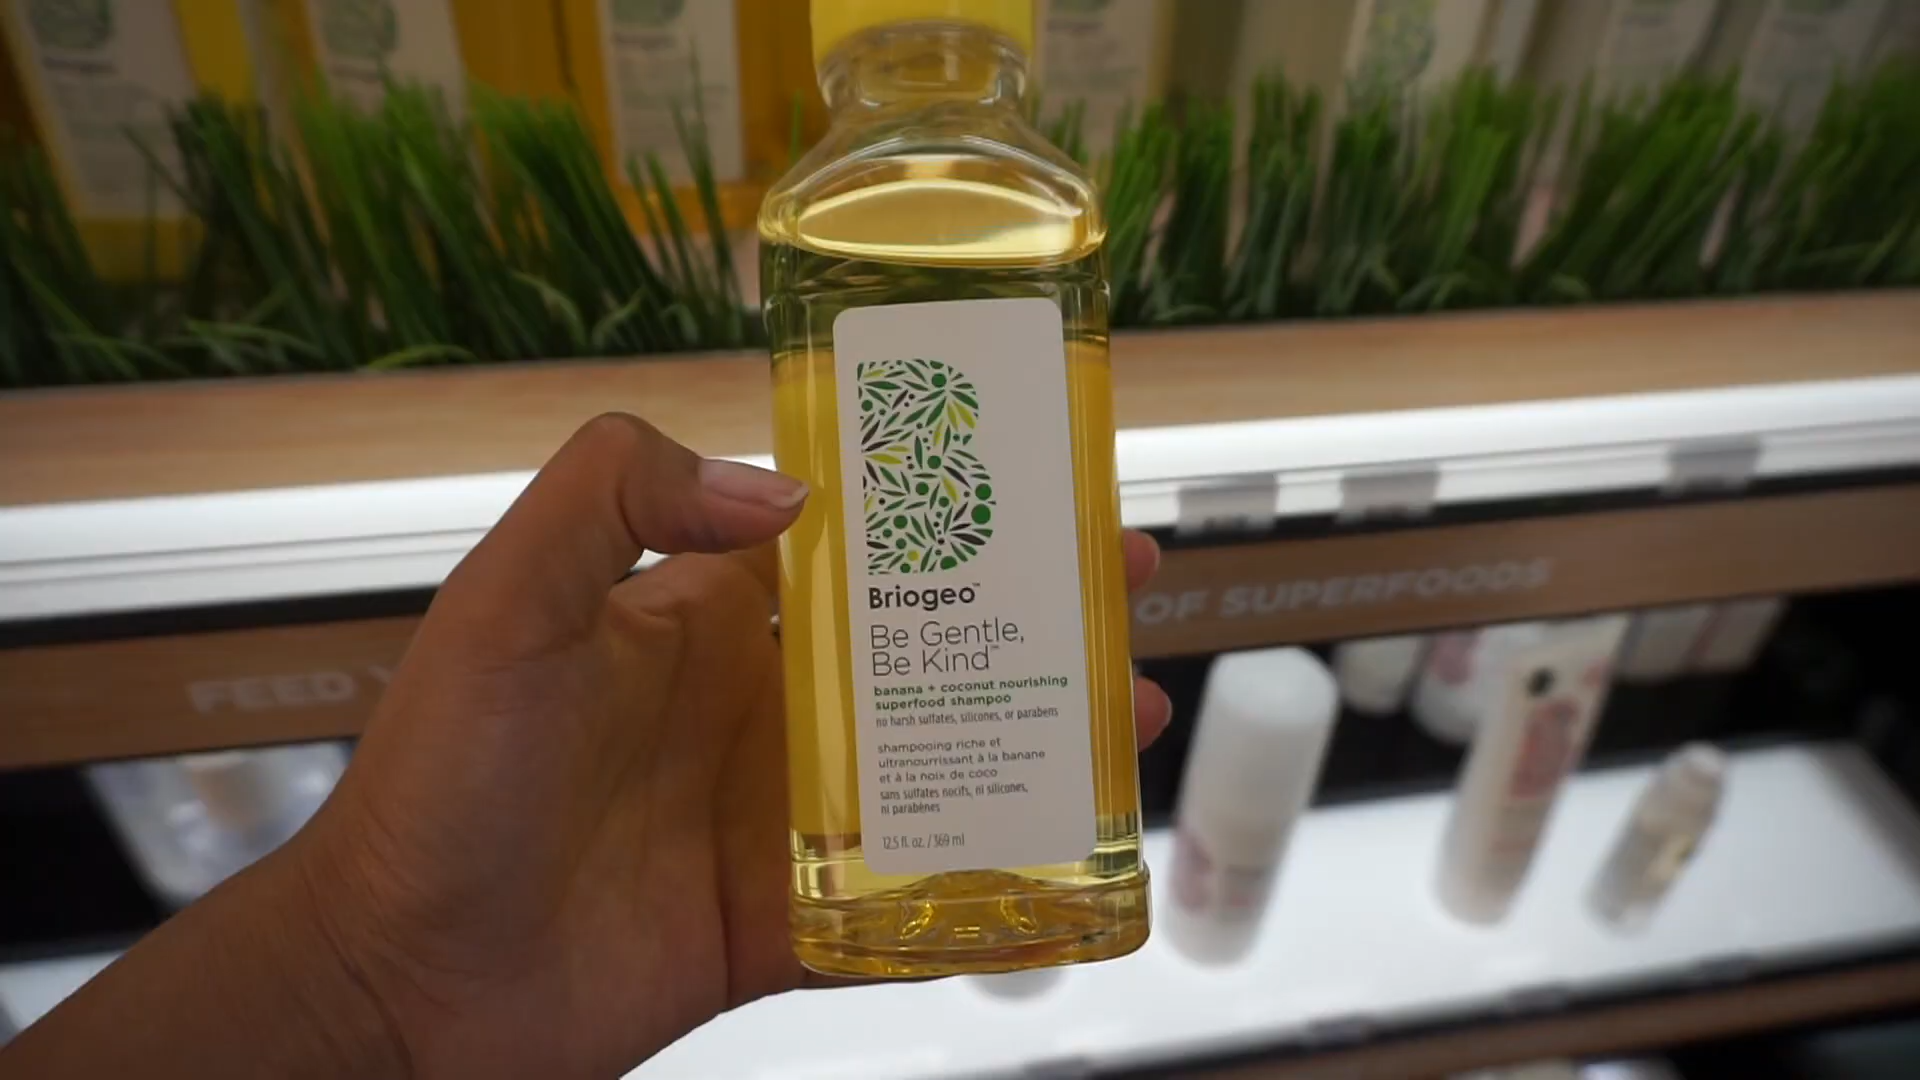 Briogeo™
Be Gentle,
Be Kind™
banana + coconut nourishing
superfood shampoo
no harsh sulfates, silicones, or parabens
shampooing riche et
ultranourrissant à la banane
et à la noix de coco
sans sulfates nocifs, ni silicones,
ni parabènes
12.5 fl. oz. / 369 ml
FEED
OF SUPERFOODS